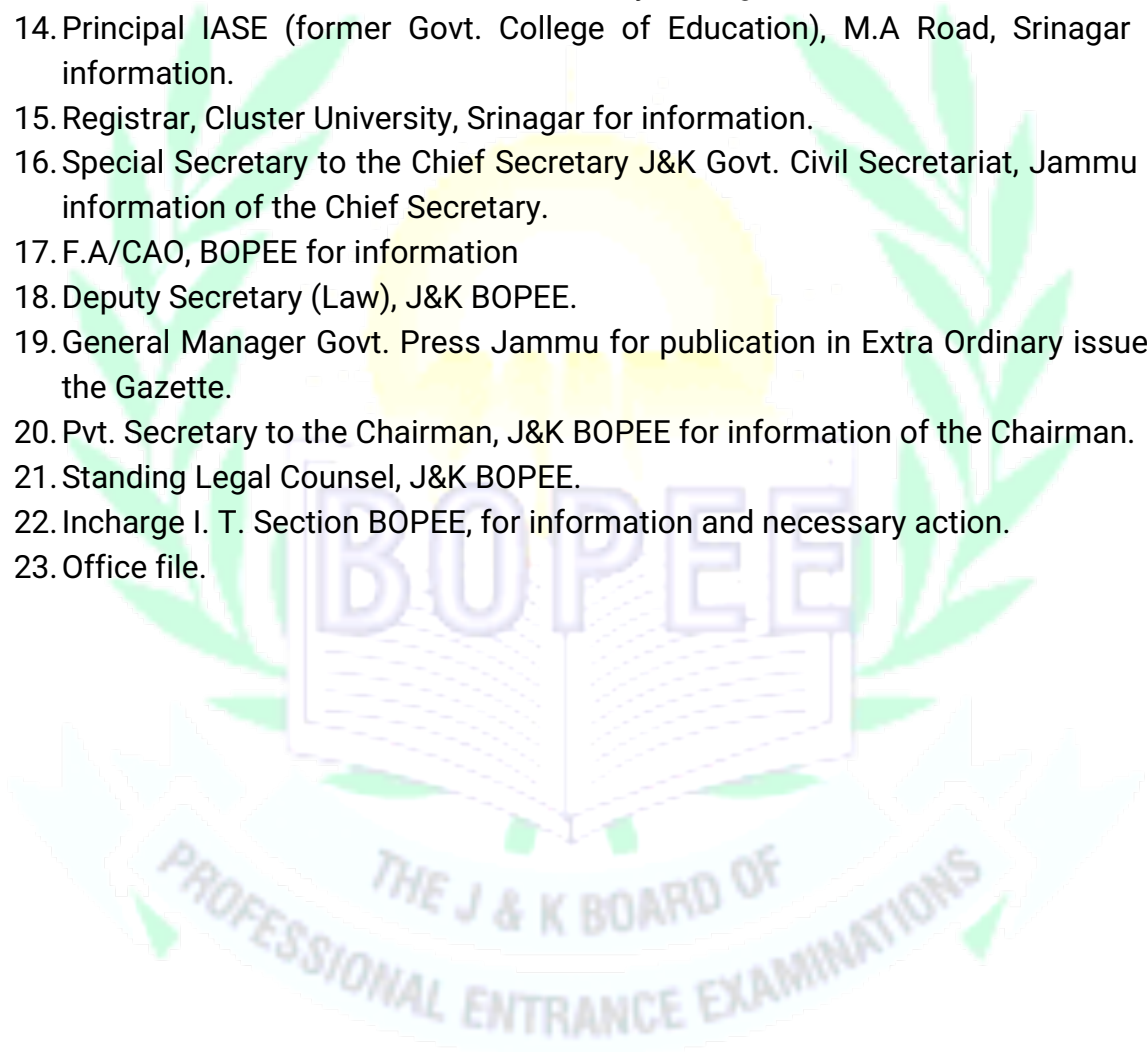 14. Principal IASE (former Govt. College of Education), M.A Road, Srinagar
information.
15. Registrar, Cluster University, Srinagar for information.
16. Special Secretary to the Chief Secretary J&K Govt. Civil Secretariat, Jammu
information of the Chief Secretary.
17. F.A/CAO, BOPEE for information
18. Deputy Secretary (Law), J&K BOPEE.
19. General Manager Govt. Press Jammu for publication in Extra Ordinary issue
the Gazette.
20. Pvt. Secretary to the Chairman, J&K BOPEE for information of the Chairman.
21. Standing Legal Counsel, J&K BOPEE.
22. Incharge I. T. Section BOPEE, for information and necessary action.
23. Office file.
BOPEE
THE J & K BOARD OF
PROFESSIONAL ENTRANCE EXAMINATIONS